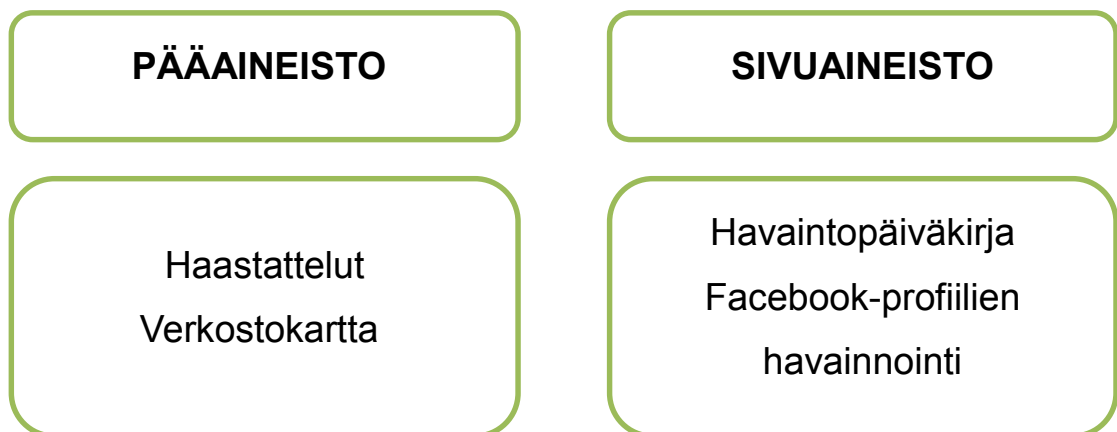 PÄÄAINEISTO
SIVUAINEISTO
Haastattelut
Verkostokartta
Havaintopäiväkirja
Facebook-profiilien
havainnointi